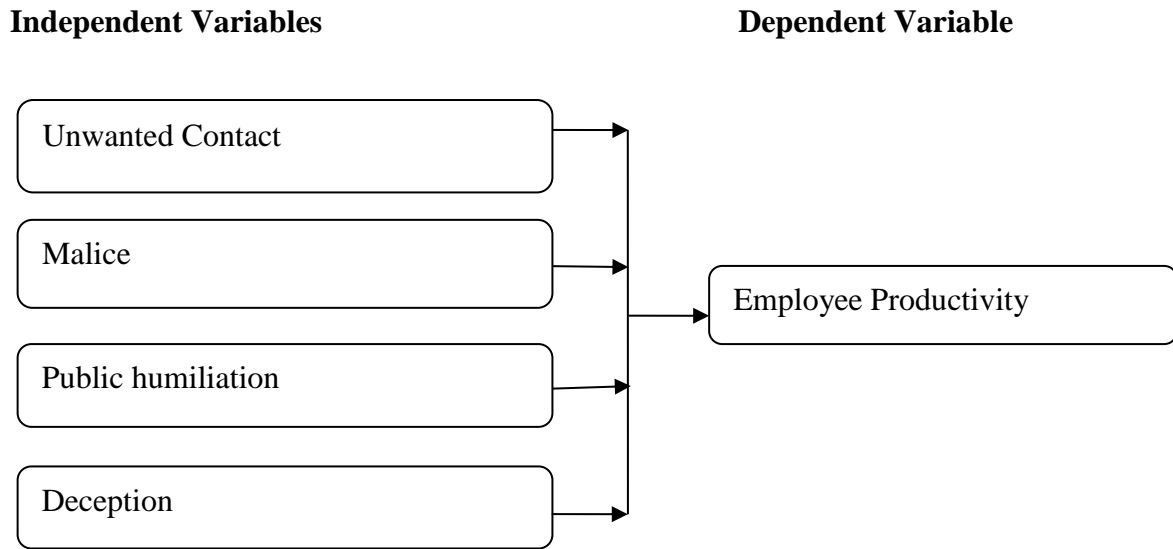 Independent Variables
Dependent Variable
Unwanted Contact
Malice
Employee Productivity
Public humiliation
Deception